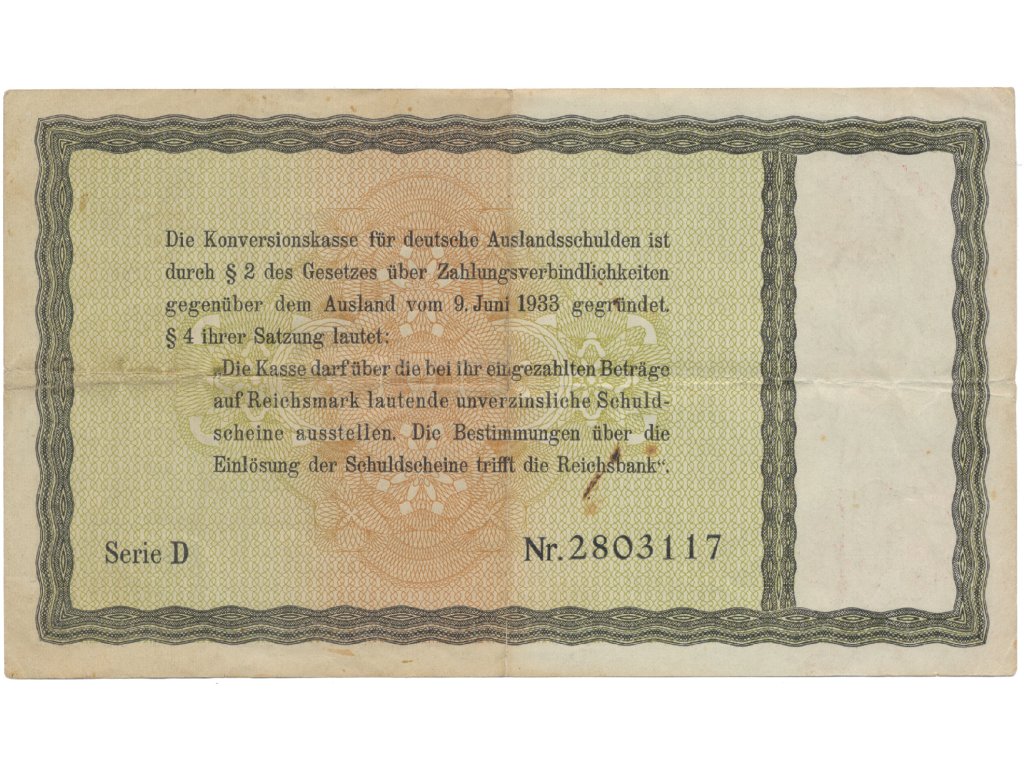 Die Konversionskasse für deutsche Auslandsschulden ist
durch § 2 des Gesetzes über Zahlungsverbindlichkeiten
gegenüber dem Ausland vom 9. Juni 1933 gegründet.
§ 4 ihrer Satzung lautet:
„Die Kasse darf über die bei ihr eingezahlten Beträge
auf Reichsmark lautende unverzinsliche Schuld-
scheine ausstellen. Die Bestimmungen über die
Einlösung der Schuldscheine trifft die Reichsbank“.
Serie D
Nr. 2803117